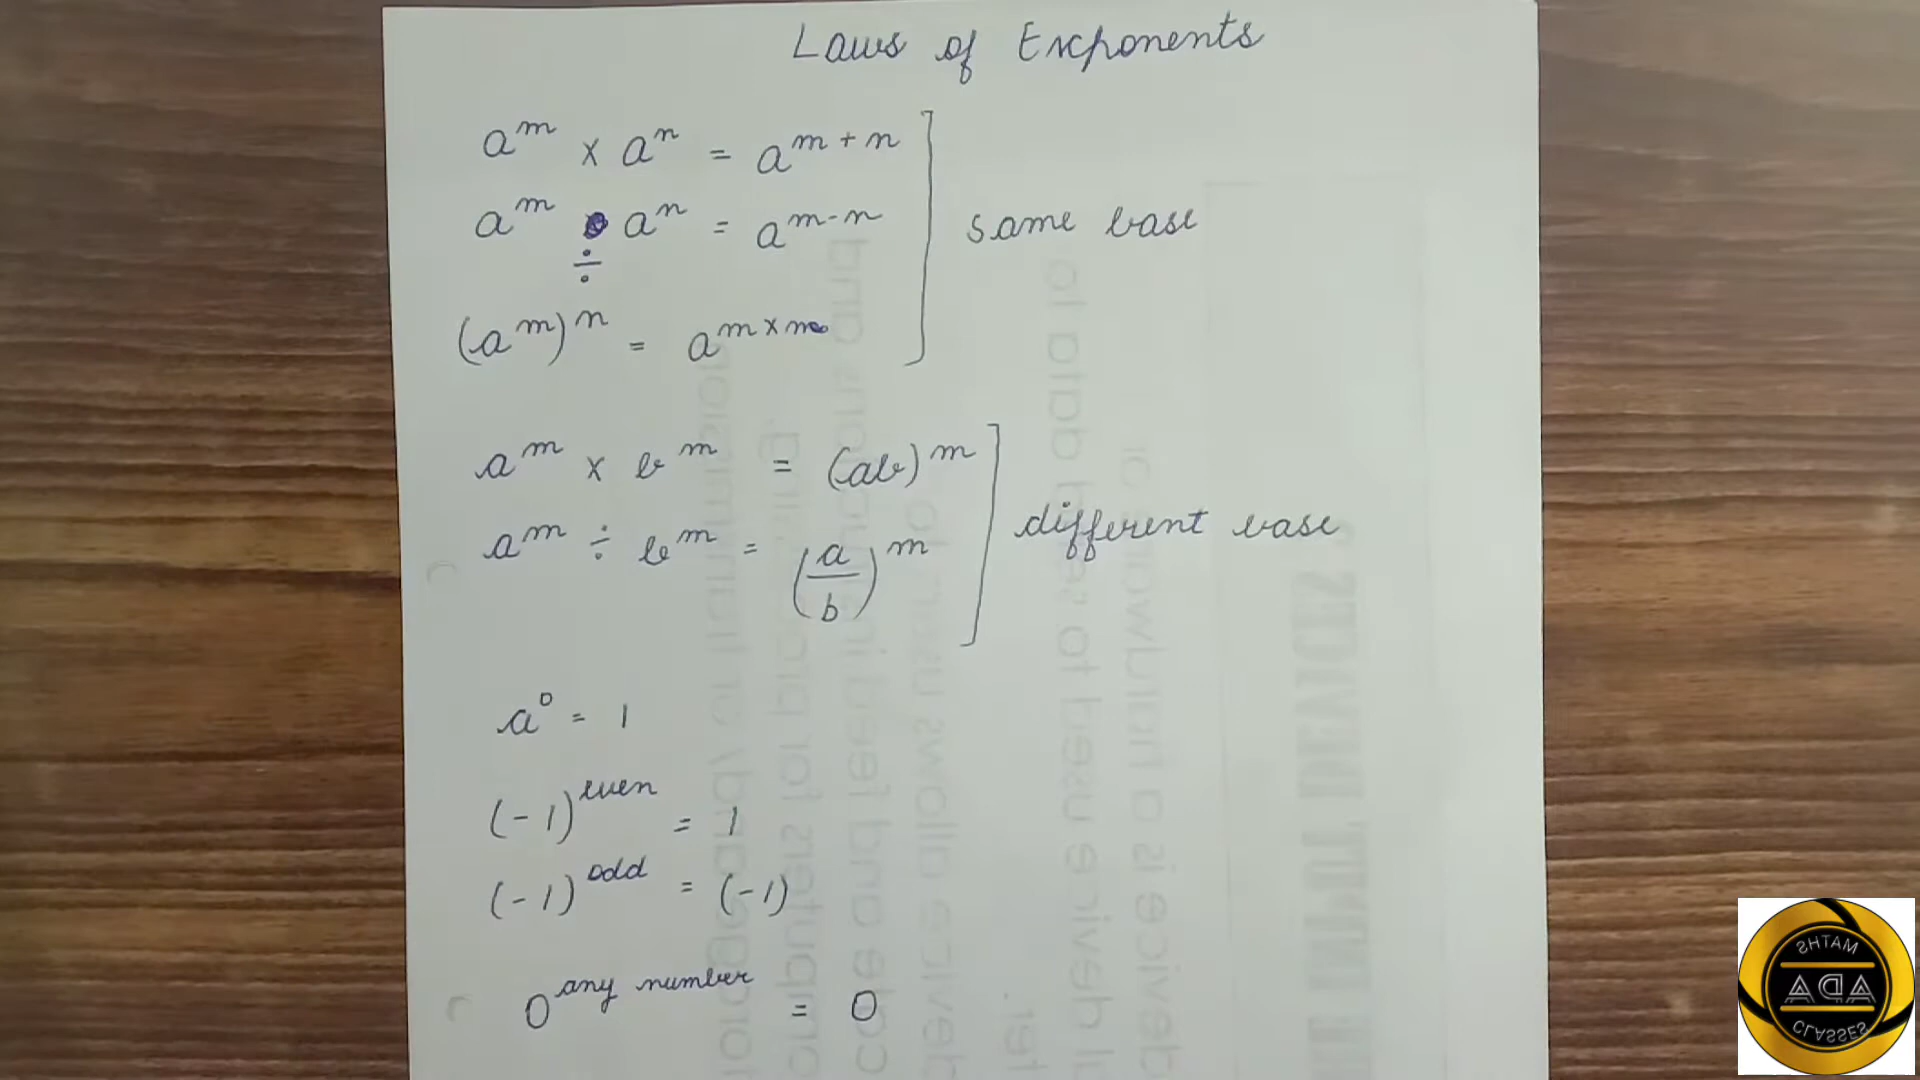 Laws of Exponents
a^m × a^n = a^(m+n)
a^m ÷ a^n = a^(m-n)
same base
(a^m)^n = a^(m×n)
a^m × b^m = (ab)^m
a^m ÷ b^m = (a/b)^m
different base
a^0 = 1
(-1)^even = 1
(-1)^odd = (-1)
0^any number = 0
MATHS
ADA
CLASSES